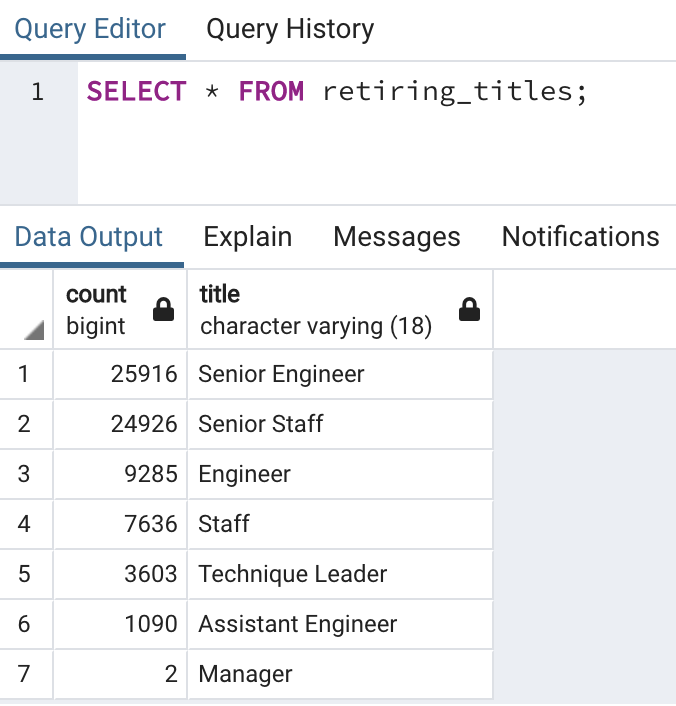 Query Editor Query History
1 SELECT * FROM retiring_titles;
Data Output Explain Messages Notifications
count title
bigint character varying (18)
1 25916 Senior Engineer
2 24926 Senior Staff
3 9285 Engineer
4 7636 Staff
5 3603 Technique Leader
6 1090 Assistant Engineer
7 2 Manager